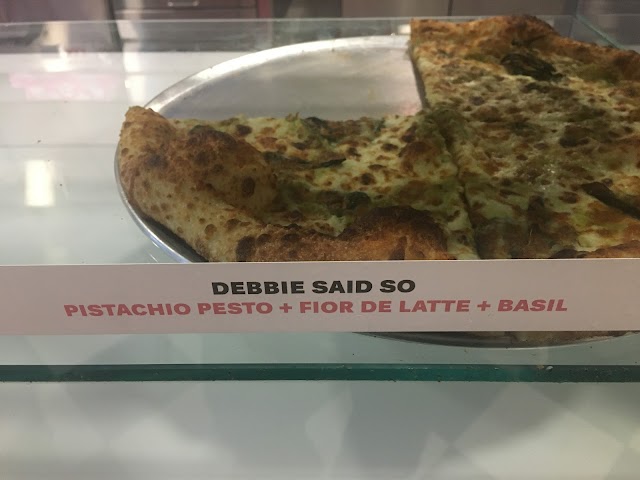 DEBBIE SAID SO
PISTACHIO PESTO + FIOR DE LATTE + BASIL